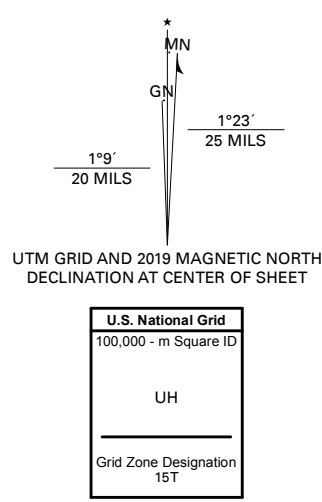 ★
MN
GN
1°23´
25 MILS
1°9´
20 MILS
UTM GRID AND 2019 MAGNETIC NORTH
DECLINATION AT CENTER OF SHEET
U.S. National Grid
100,000 - m Square ID
UH
Grid Zone Designation
15T